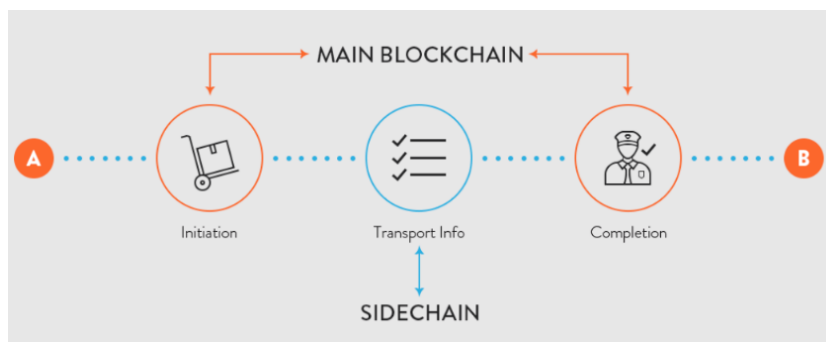 MAIN BLOCKCHAIN
A
B
Initiation
Transport Info
Completion
SIDECHAIN